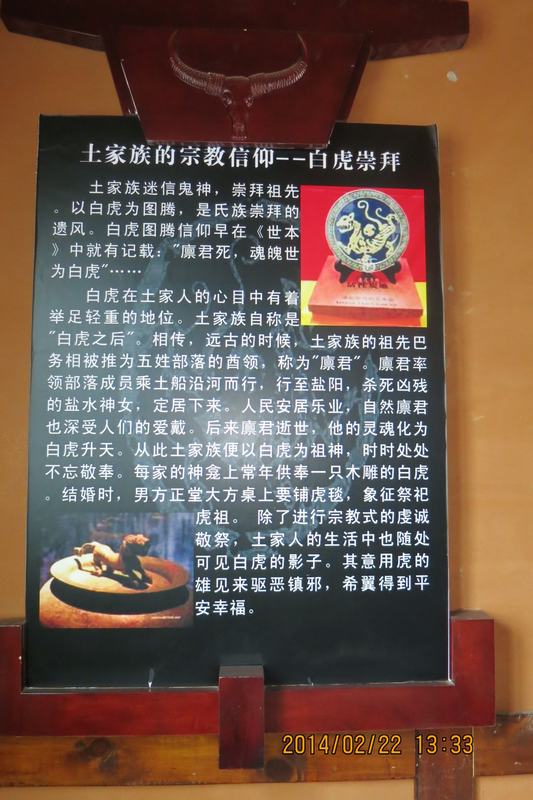 土家族的宗教信仰--白虎崇拜
土家族迷信鬼神，崇拜祖先
。以白虎为图腾，是氏族崇拜的
遗风。白虎图腾信仰早在《世本
》中就有记载："廪君死，魂魄世
为白虎"……
白虎在土家人的心目中有着
举足轻重的地位。土家族自称是
"白虎之后"。相传，远古的时候，土家族的祖先巴
务相被推为五姓部落的酋领，称为"廪君"。廪君率
领部落成员乘土船沿河而行，行至盐阳，杀死凶残
的盐水神女，定居下来。人民安居乐业，自然廪君
也深受人们的爱戴。后来廪君逝世，他的灵魂化为
白虎升天。从此土家族便以白虎为祖神，时时处处
不忘敬奉。每家的神龛上常年供奉一只木雕的白虎
。结婚时，男方正堂大方桌上要铺虎毯，象征祭祀
虎祖。 除了进行宗教式的虔诚
敬祭，土家人的生活中也随处
可见白虎的影子。其意用虎的
雄见来驱恶镇邪，希翼得到平
安幸福。
2014/02/22 13:33